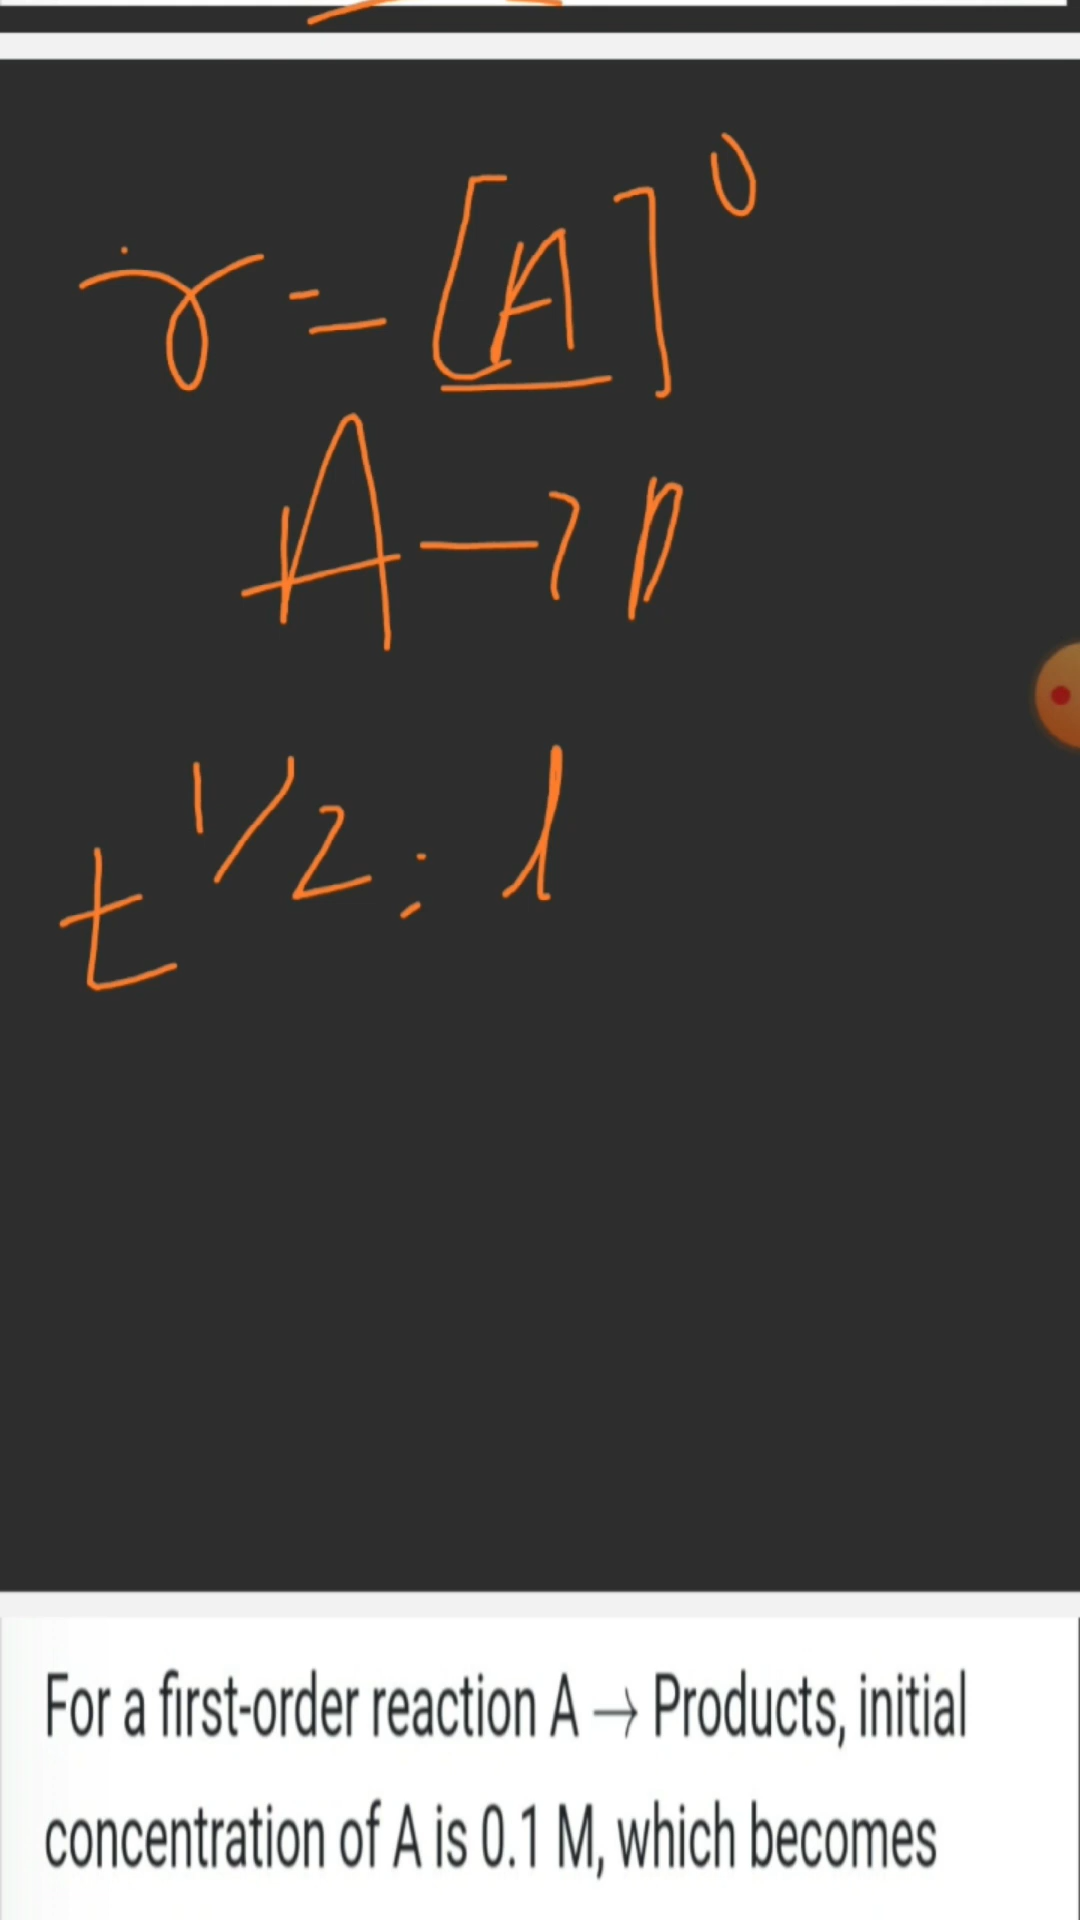 r = [A]⁰
A → P
t 1/2 : 1
For a first-order reaction A → Products, initial
concentration of A is 0.1 M, which becomes